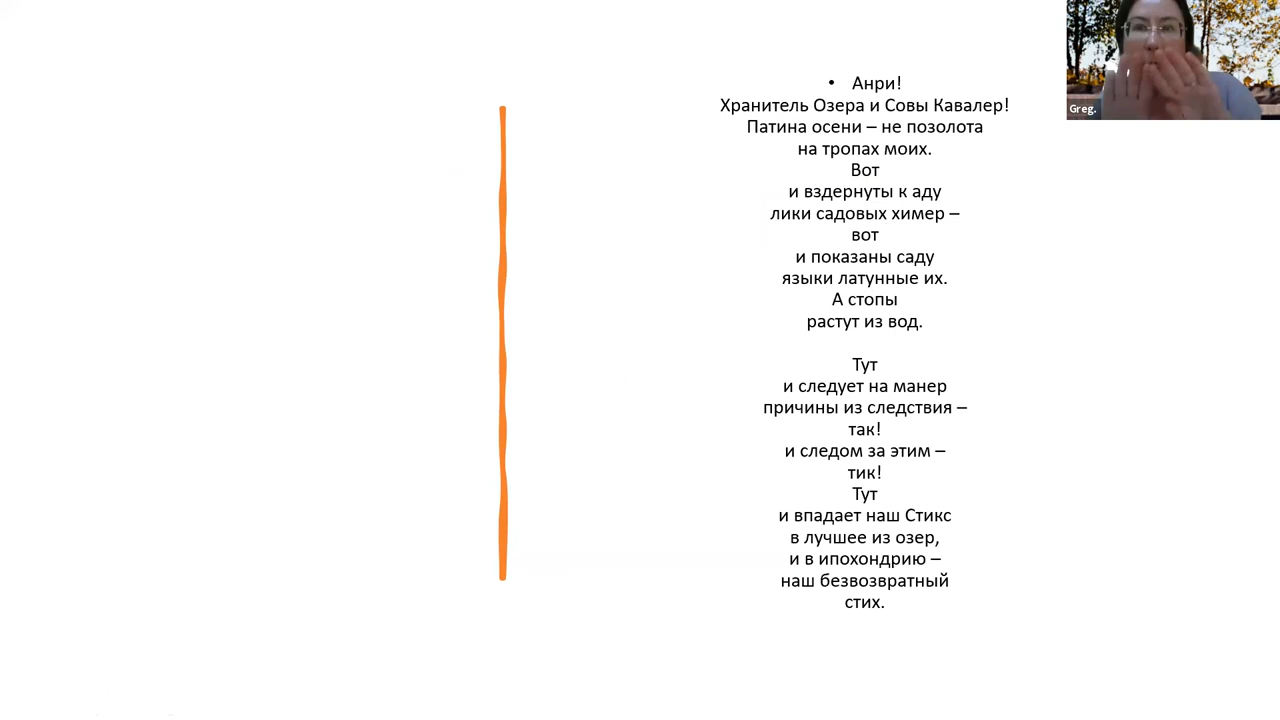 • Анри!
Хранитель Озера и Совы Кавалер!
Патина осени – не позолота
на тропах моих.
Вот
и вздернуты к аду
лики садовых химер –
вот
и показаны саду
языки латунные их.
А стопы
растут из вод.
Тут
и следует на манер
причины из следствия –
так!
и следом за этим –
тик!
Тут
и впадает наш Стикс
в лучшее из озер,
и в ипохондрию –
наш безвозвратный
стих.
Greg.